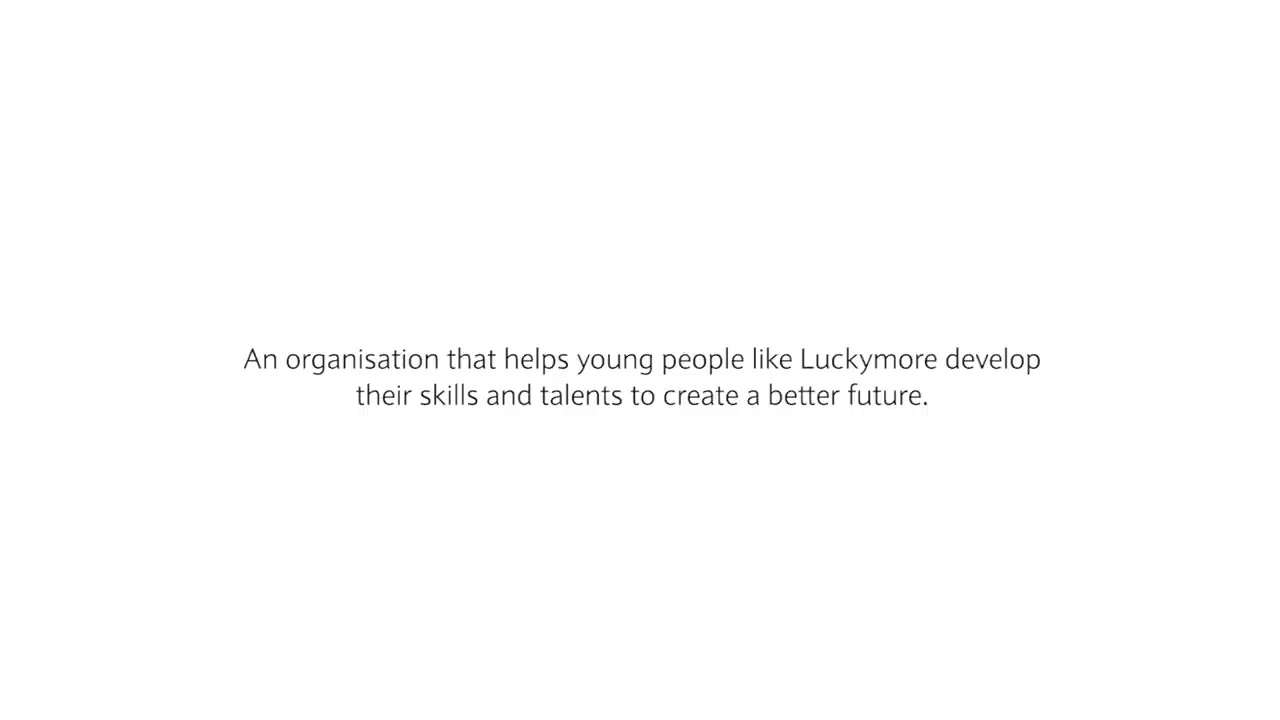 An organisation that helps young people like Luckymore develop
their skills and talents to create a better future.